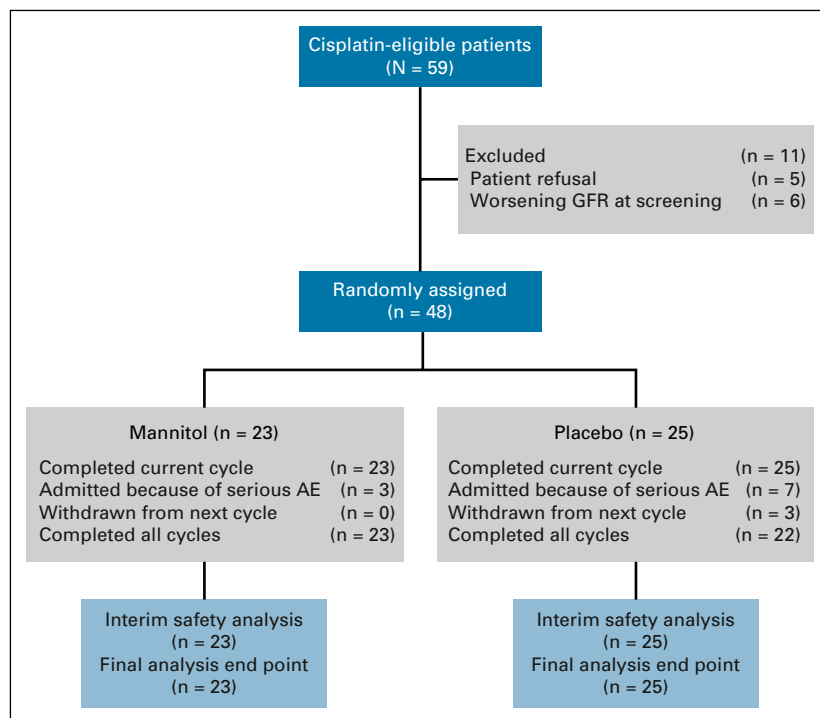 Cisplatin-eligible patients
(N = 59)
Excluded (n = 11)
Patient refusal (n = 5)
Worsening GFR at screening (n = 6)
Randomly assigned
(n = 48)
Mannitol (n = 23)
Completed current cycle (n = 23)
Admitted because of serious AE (n = 3)
Withdrawn from next cycle (n = 0)
Completed all cycles (n = 23)
Placebo (n = 25)
Completed current cycle (n = 25)
Admitted because of serious AE (n = 7)
Withdrawn from next cycle (n = 3)
Completed all cycles (n = 22)
Interim safety analysis
(n = 23)
Final analysis end point
(n = 23)
Interim safety analysis
(n = 25)
Final analysis end point
(n = 25)